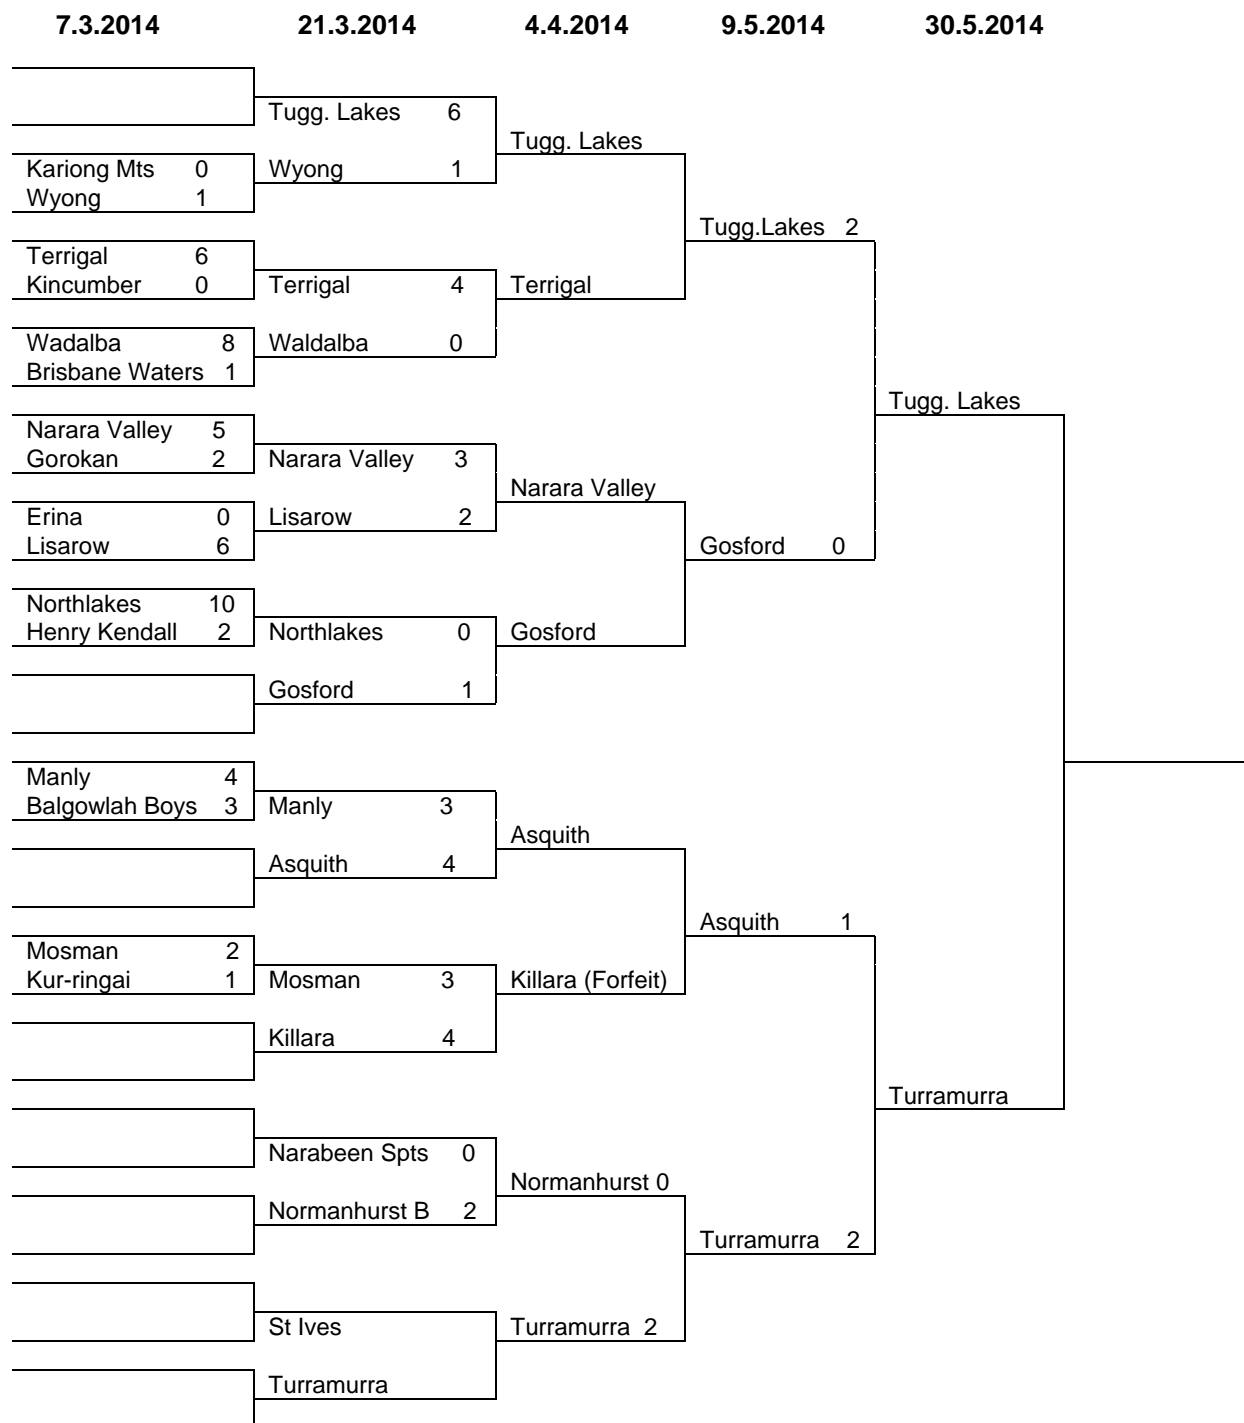 7.3.2014 21.3.2014 4.4.2014 9.5.2014 30.5.2014
Tugg. Lakes 6
Tugg. Lakes
Kariong Mts 0 Wyong 1
Wyong 1
Tugg.Lakes 2
Terrigal 6
Kincumber 0 Terrigal 4 Terrigal
Wadalba 8 Waldalba 0
Brisbane Waters 1
Tugg. Lakes
Narara Valley 5
Gorokan 2 Narara Valley 3
Narara Valley
Erina 0 Lisarow 2
Lisarow 6 Gosford 0
Northlakes 10
Henry Kendall 2 Northlakes 0 Gosford
Gosford 1
Manly 4
Balgowlah Boys 3 Manly 3
Asquith
Asquith 4
Asquith 1
Mosman 2
Kur-ringai 1 Mosman 3 Killara (Forfeit)
Killara 4
Turramurra
Narabeen Spts 0
Normanhurst 0
Normanhurst B 2
Turramurra 2
St Ives Turramurra 2
Turramurra